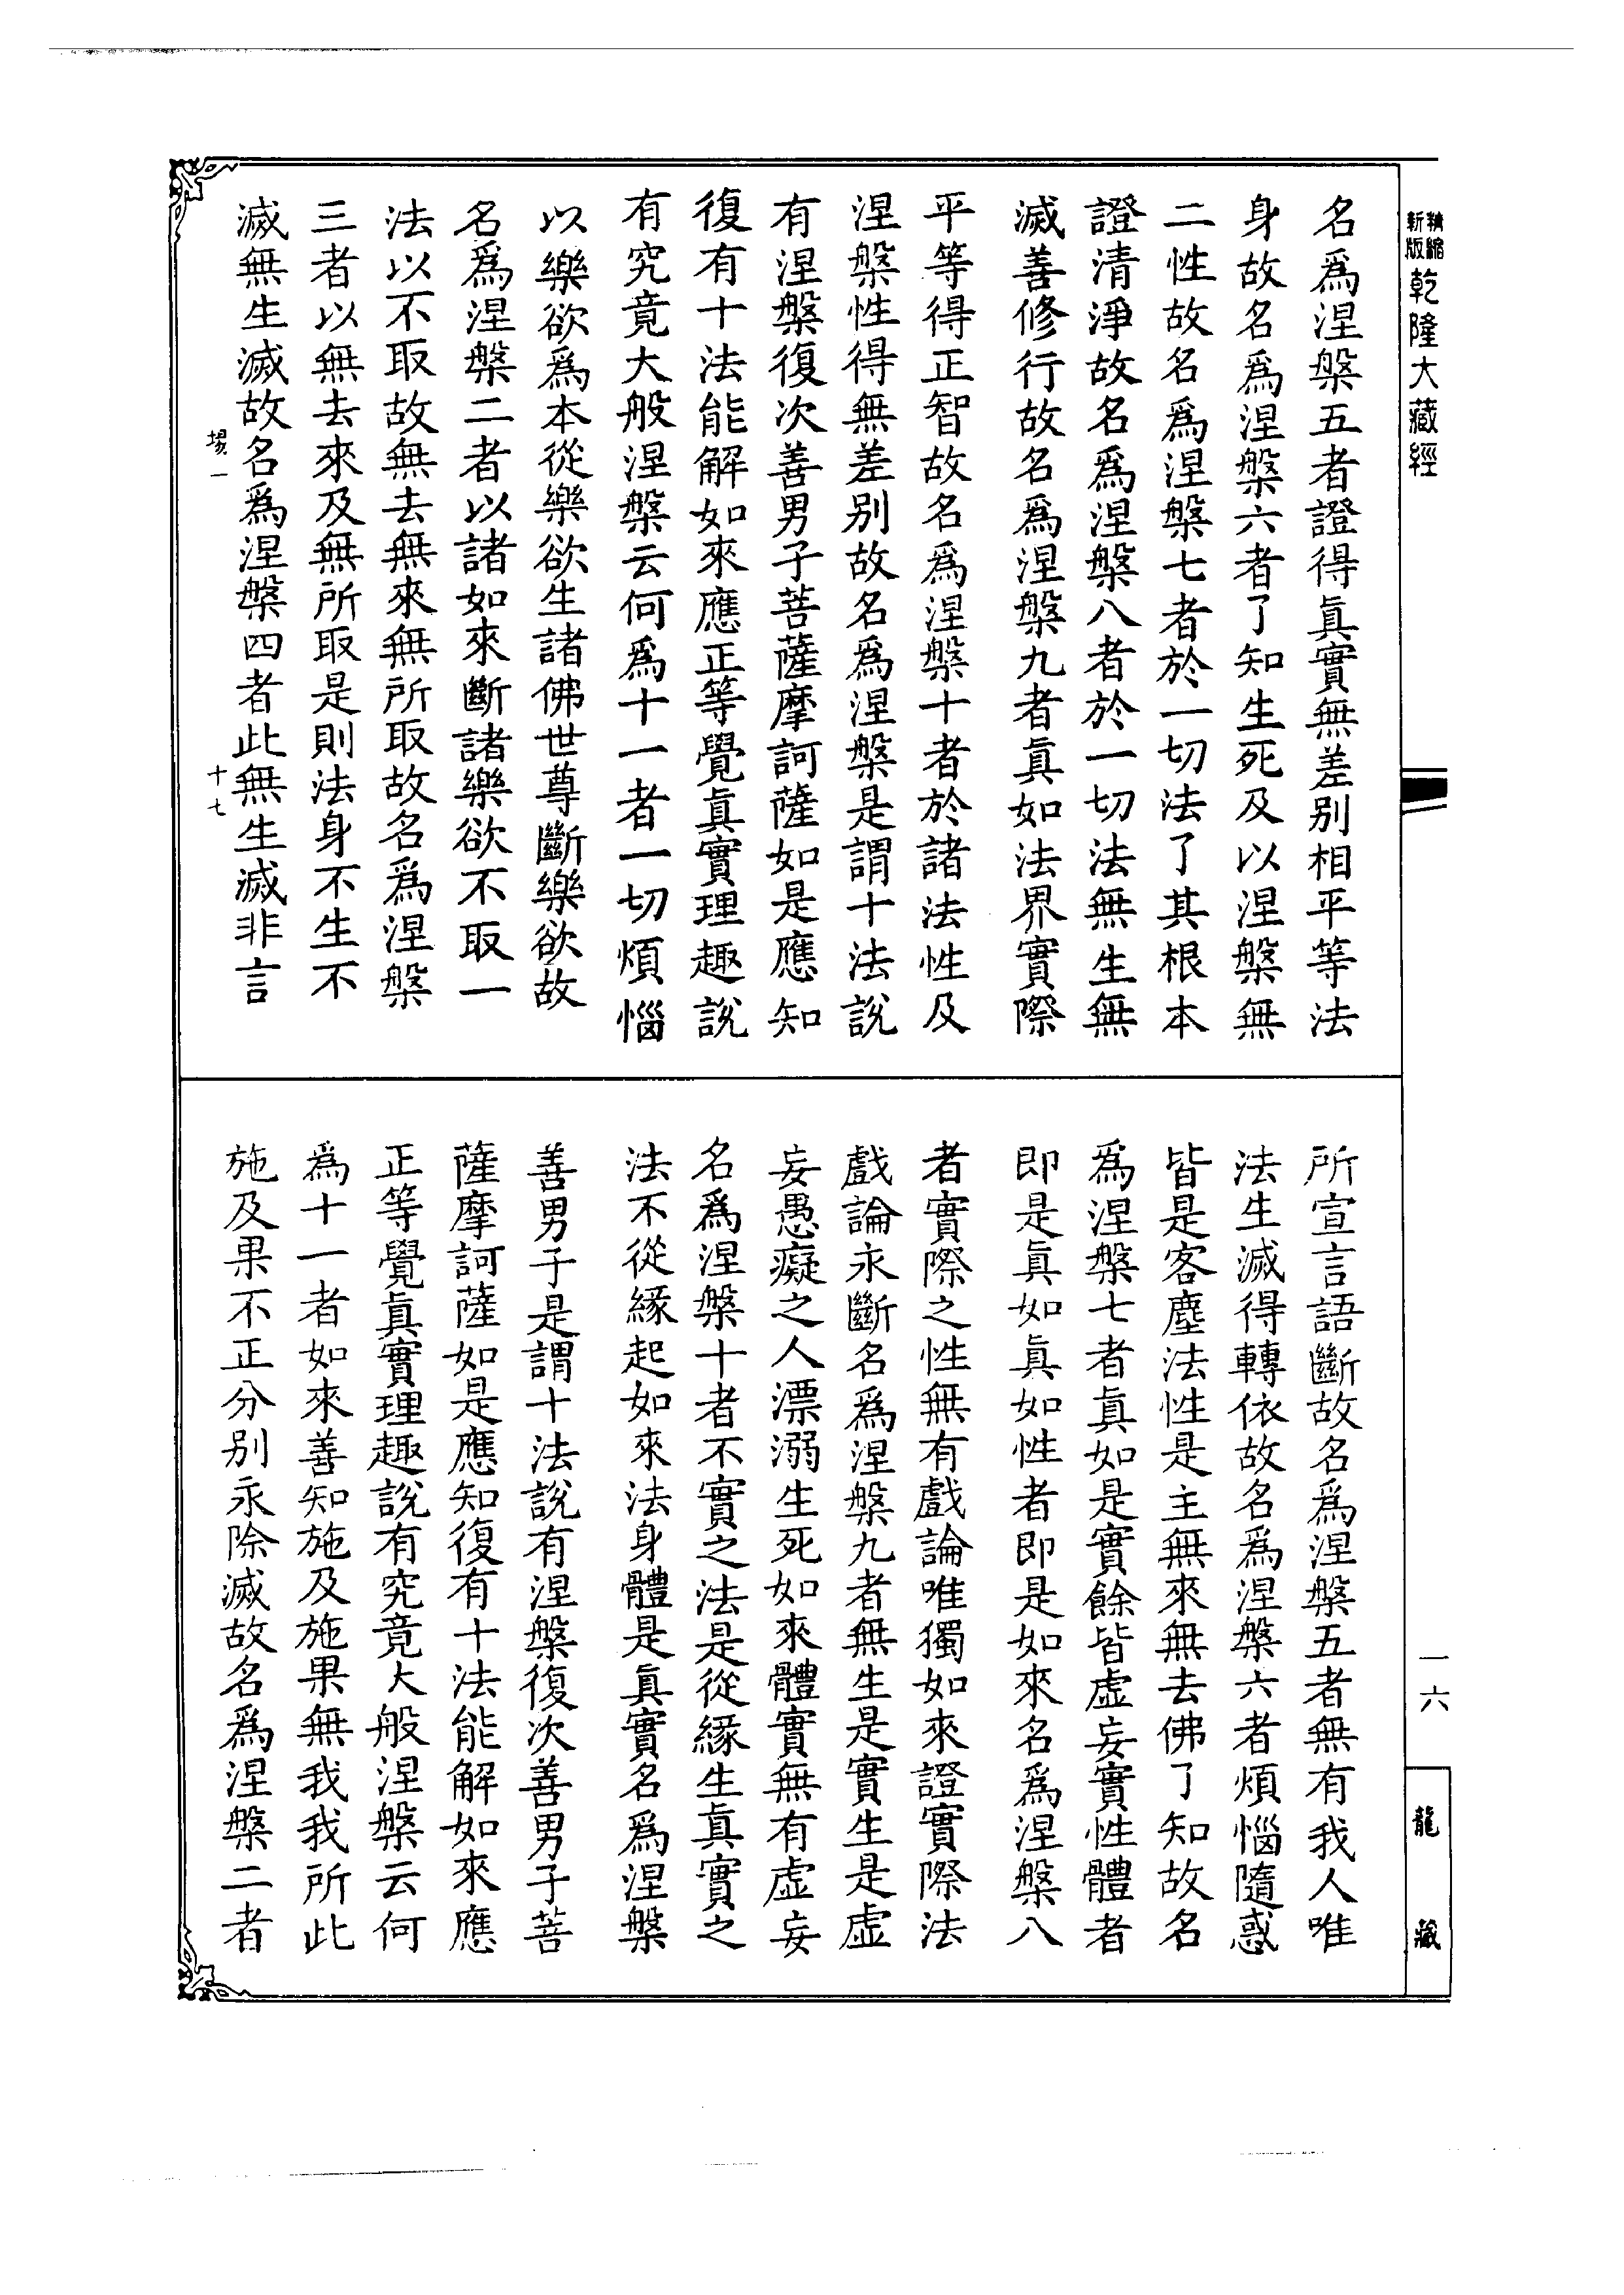 精縮新版乾隆大藏經
名爲涅槃五者證得眞實無差别相平等法
身故名爲涅槃六者了知生死及以涅槃無
二性故名爲涅槃七者於一切法了其根本
證清淨故名爲涅槃八者於一切法無生無
滅善修行故名爲涅槃九者眞如法界實際
平等得正智故名爲涅槃十者於諸法性及
涅槃性得無差别故名爲涅槃是謂十法說
有涅槃復次善男子菩薩摩訶薩如是應知
復有十法能解如來應正等覺眞實理趣說
有究竟大般涅槃云何爲十一者一切煩惱
以樂欲爲本從樂欲生諸佛世尊斷樂欲故
名爲涅槃二者以諸如來斷諸樂欲不取一
法以不取故無去無來無所取故名爲涅槃
三者以無去來及無所取是則法身不生不
滅無生滅故名爲涅槃四者此無生滅非言
十七
所宣言語斷故名爲涅槃五者無有我人唯
法生滅得轉依故名爲涅槃六者煩惱隨惑
皆是客塵法性是主無來無去佛了知故名
爲涅槃七者眞如是實餘皆虛妄實性體者
即是眞如眞如性者即是如來名爲涅槃八
者實際之性無有戲論唯獨如來證實際法
戲論永斷名爲涅槃九者無生是實生是虛
妄愚癡之人漂溺生死如來體實無有虛妄
名爲涅槃十者不實之法是從緣生眞實之
法不從緣起如來法身體是眞實名爲涅槃
善男子是謂十法說有涅槃復次善男子菩
薩摩訶薩如是應知復有十法能解如來應
正等覺眞實理趣說有究竟大般涅槃云何
爲十一者如來善知施及施果無我我所此
施及果不正分别永除滅故名爲涅槃二者
一六
龍藏